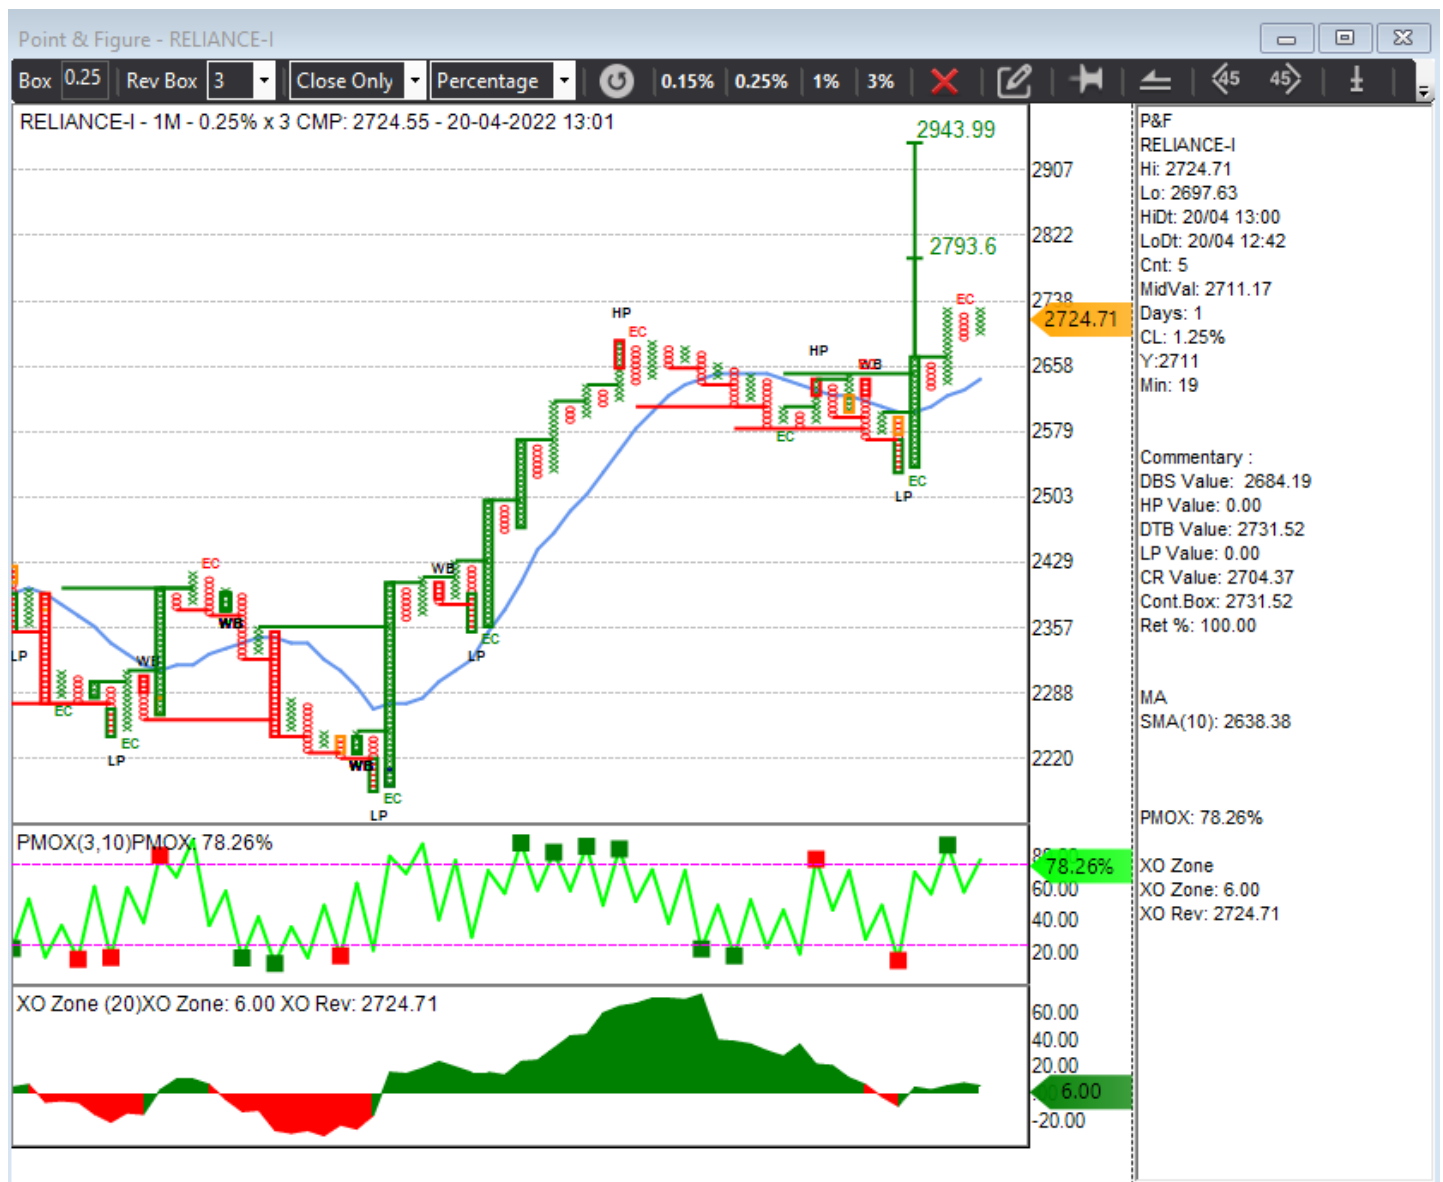 Point & Figure - RELIANCE-I
Box 0.25 Rev Box 3 Close Only Percentage 0.15% 0.25% 1% 3% 45 45
RELIANCE-I - 1M - 0.25% x 3 CMP: 2724.55 - 20-04-2022 13:01
2943.99
2907
2822
2793.6
2738
2724.71
2658
2579
2503
2429
2357
2288
2220
HP
EC
EC
HP
WB
EC
EC
LP
EC
WB
WB
EC
LP
LP
WB
EC
EC
LP
WB
EC
LP
PMOX(3,10)PMOX: 78.26%
78.26%
60.00
40.00
20.00
XO Zone (20)XO Zone: 6.00 XO Rev: 2724.71
60.00
40.00
20.00
6.00
-20.00
P&F
RELIANCE-I
Hi: 2724.71
Lo: 2697.63
HiDt: 20/04 13:00
LoDt: 20/04 12:42
Cnt: 5
MidVal: 2711.17
Days: 1
CL: 1.25%
Y:2711
Min: 19
Commentary :
DBS Value: 2684.19
HP Value: 0.00
DTB Value: 2731.52
LP Value: 0.00
CR Value: 2704.37
Cont.Box: 2731.52
Ret %: 100.00
MA
SMA(10): 2638.38
PMOX: 78.26%
XO Zone
XO Zone: 6.00
XO Rev: 2724.71